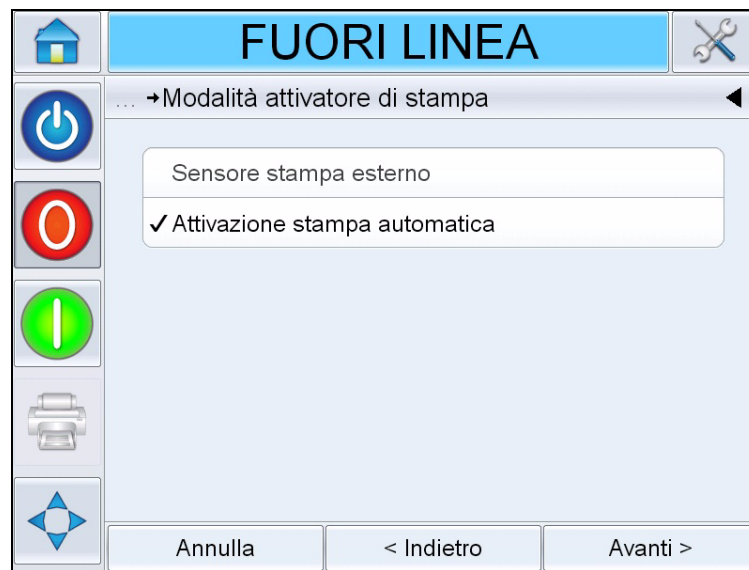 FUORI LINEA
... →Modalità attivatore di stampa
Sensore stampa esterno
✓Attivazione stampa automatica
Annulla
< Indietro
Avanti >